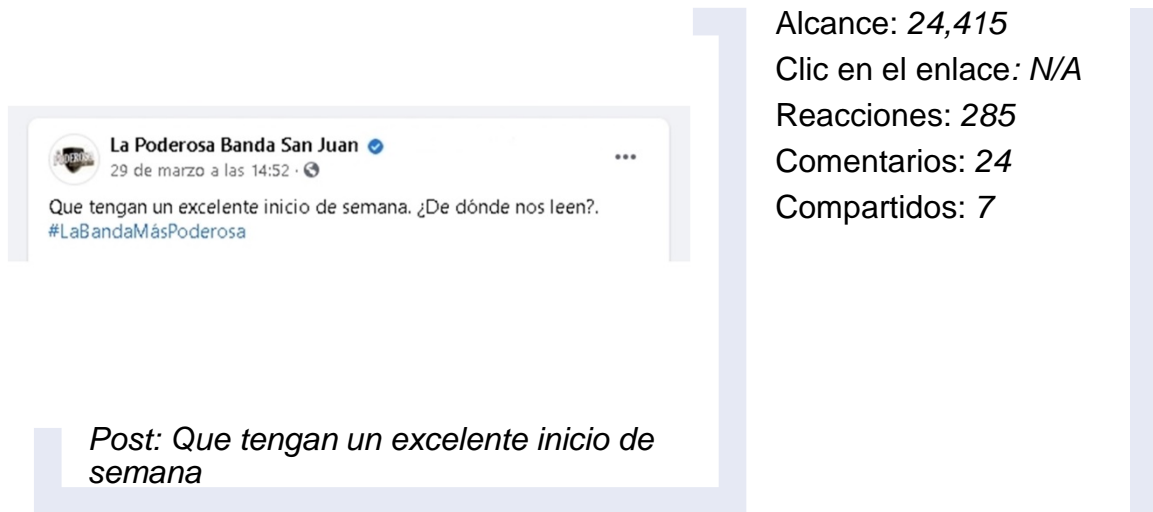 La Poderosa Banda San Juan
29 de marzo a las 14:52 ·
Que tengan un excelente inicio de semana. ¿De dónde nos leen?.
#LaBandaMásPoderosa
Post: Que tengan un excelente inicio de
semana
Alcance: 24,415
Clic en el enlace: N/A
Reacciones: 285
Comentarios: 24
Compartidos: 7